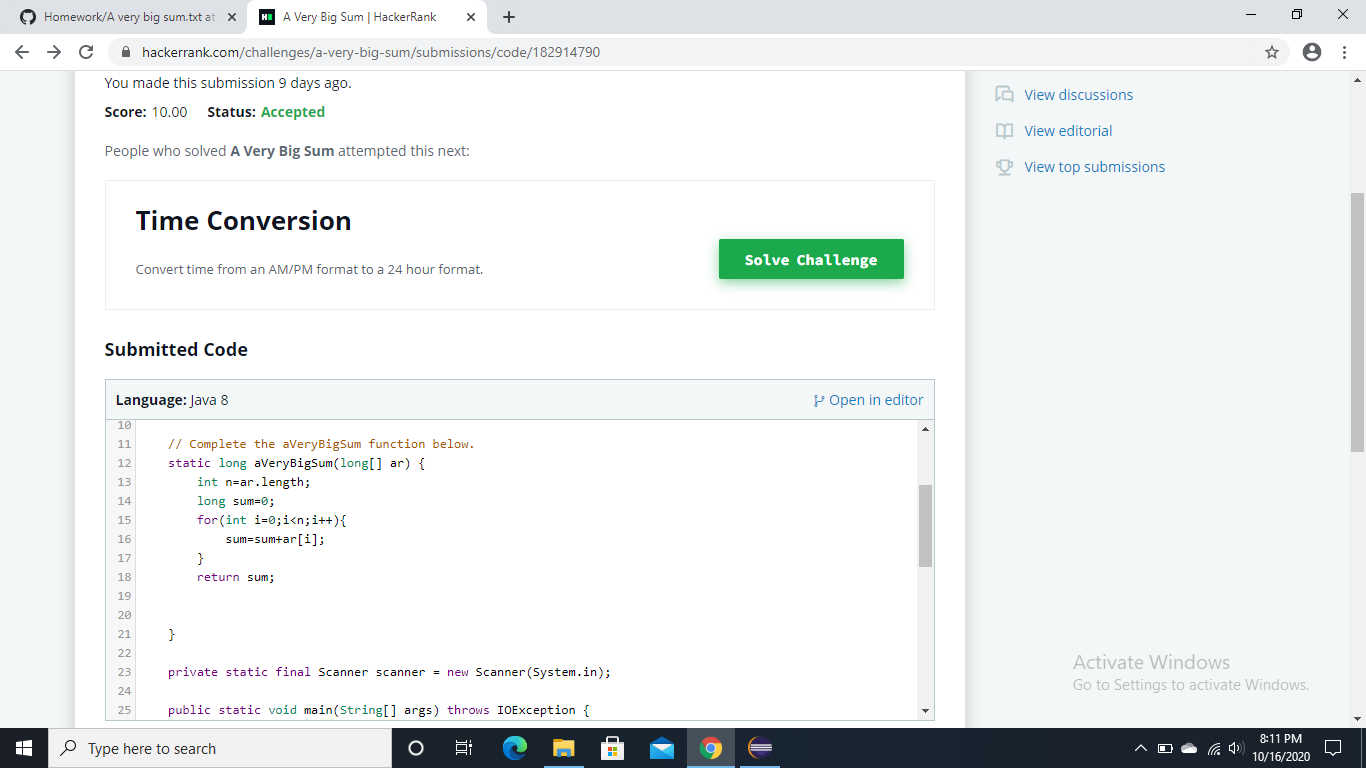 Homework/A very big sum.txt at
A Very Big Sum | HackerRank
hackerrank.com/challenges/a-very-big-sum/submissions/code/182914790
You made this submission 9 days ago.
Score: 10.00 Status: Accepted
People who solved A Very Big Sum attempted this next:
Time Conversion
Convert time from an AM/PM format to a 24 hour format.
Solve Challenge
View discussions
View editorial
View top submissions
Submitted Code
Language: Java 8
Open in editor
10
11 // Complete the aVeryBigSum function below.
12 static long aVeryBigSum(long[] ar) {
13 int n=ar.length;
14 long sum=0;
15 for(int i=0;i<n;i++){
16 sum=sum+ar[i];
17 }
18 return sum;
19
20
21 }
22
23 private static final Scanner scanner = new Scanner(System.in);
24
25 public static void main(String[] args) throws IOException {
Activate Windows
Go to Settings to activate Windows.
Type here to search
8:11 PM
10/16/2020